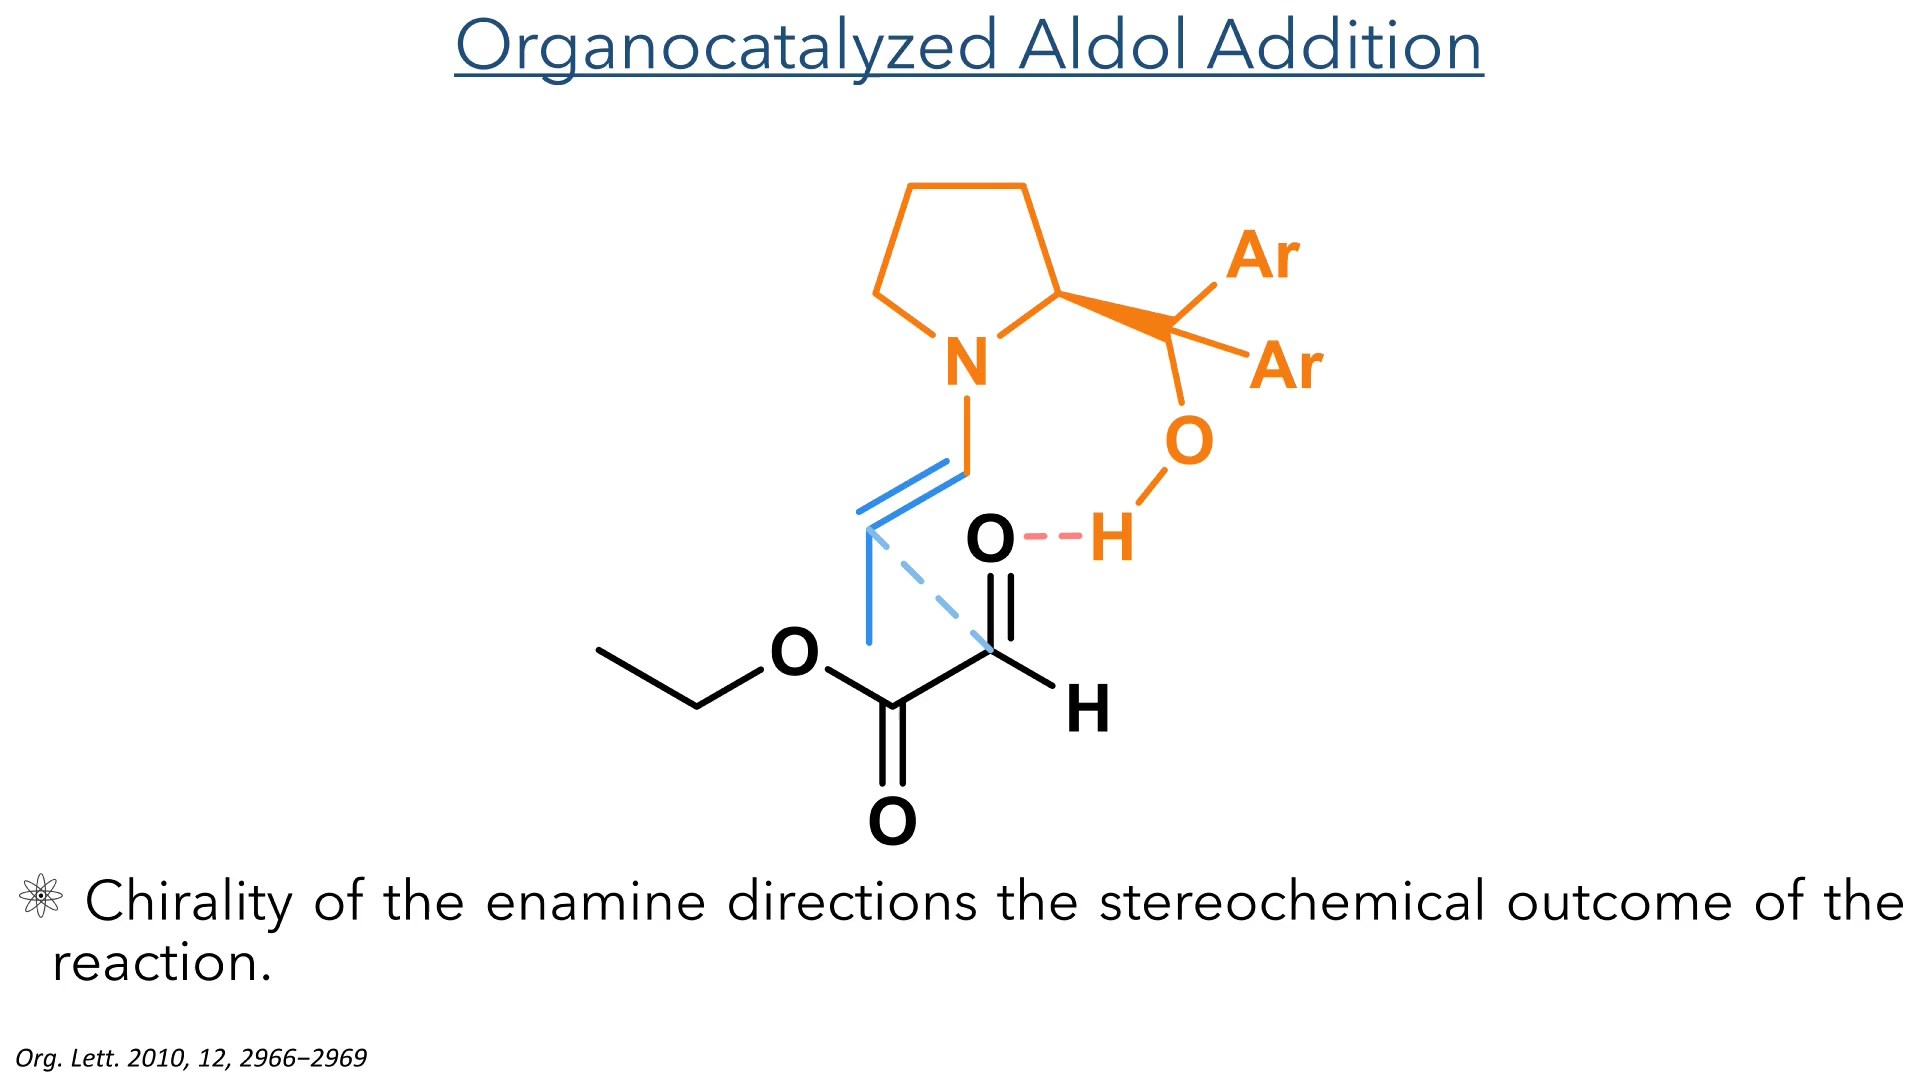 Organocatalyzed Aldol Addition
Ar
N
Ar
O
O
H
O
H
O
Chirality of the enamine directions the stereochemical outcome of the
reaction.
Org. Lett. 2010, 12, 2966–2969